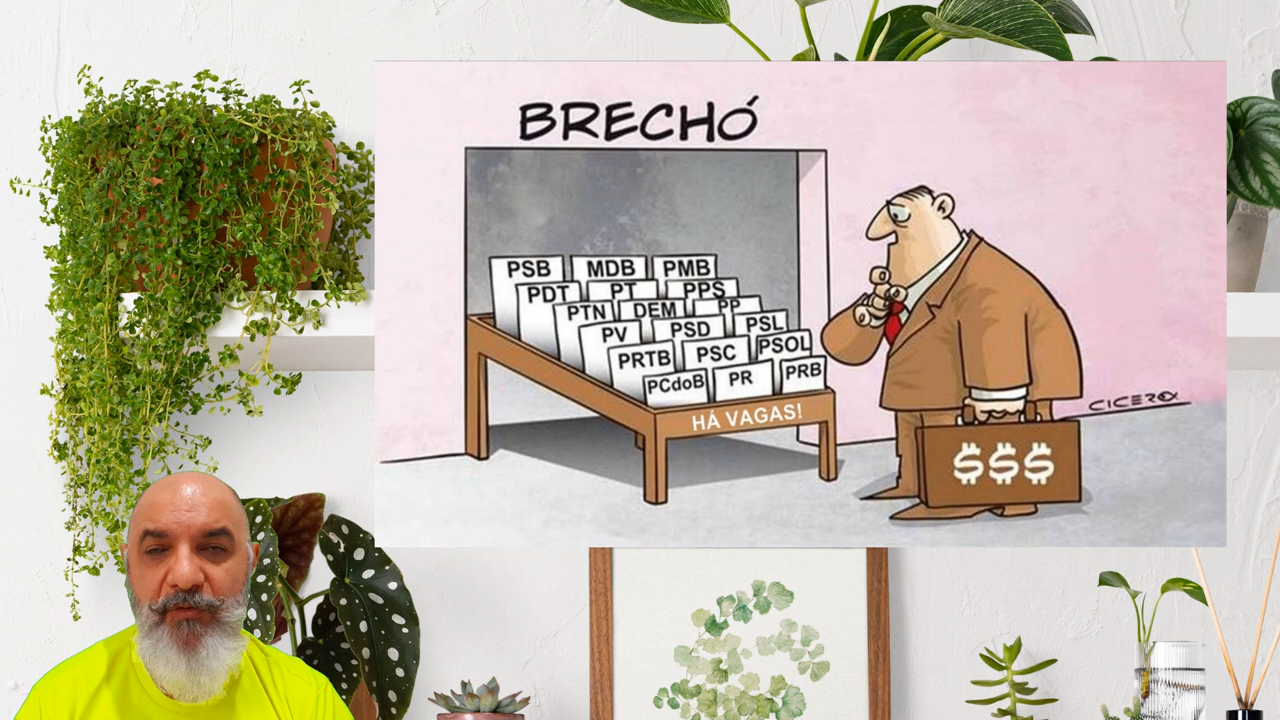 BRECHÓ
PSB MDB PMB
PDT PT PPS
PTN DEM PP
PV PSD PSL
PRTB PSC PSOL
PCdoB PR PRB
HÁ VAGAS!
CICERO
$$$